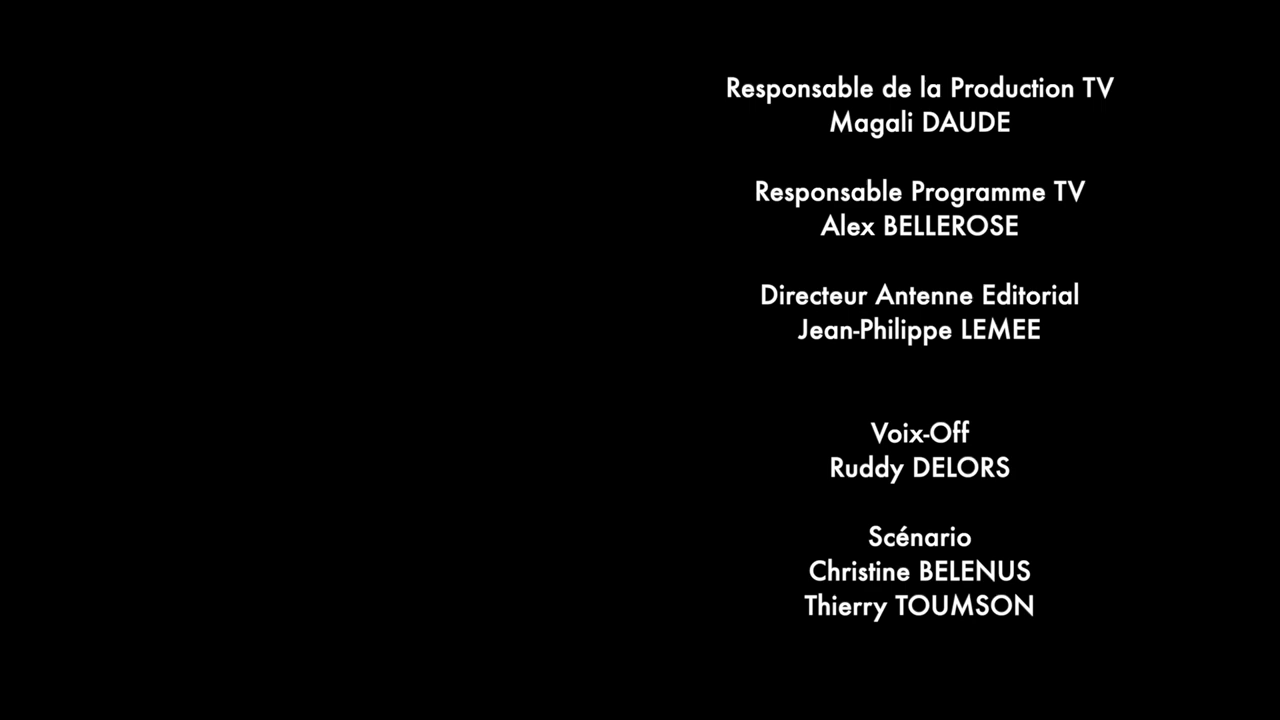 Responsable de la Production TV
Magali DAUDE
Responsable Programme TV
Alex BELLEROSE
Directeur Antenne Editorial
Jean-Philippe LEMEE
Voix-Off
Ruddy DELORS
Scénario
Christine BELENUS
Thierry TOUMSON